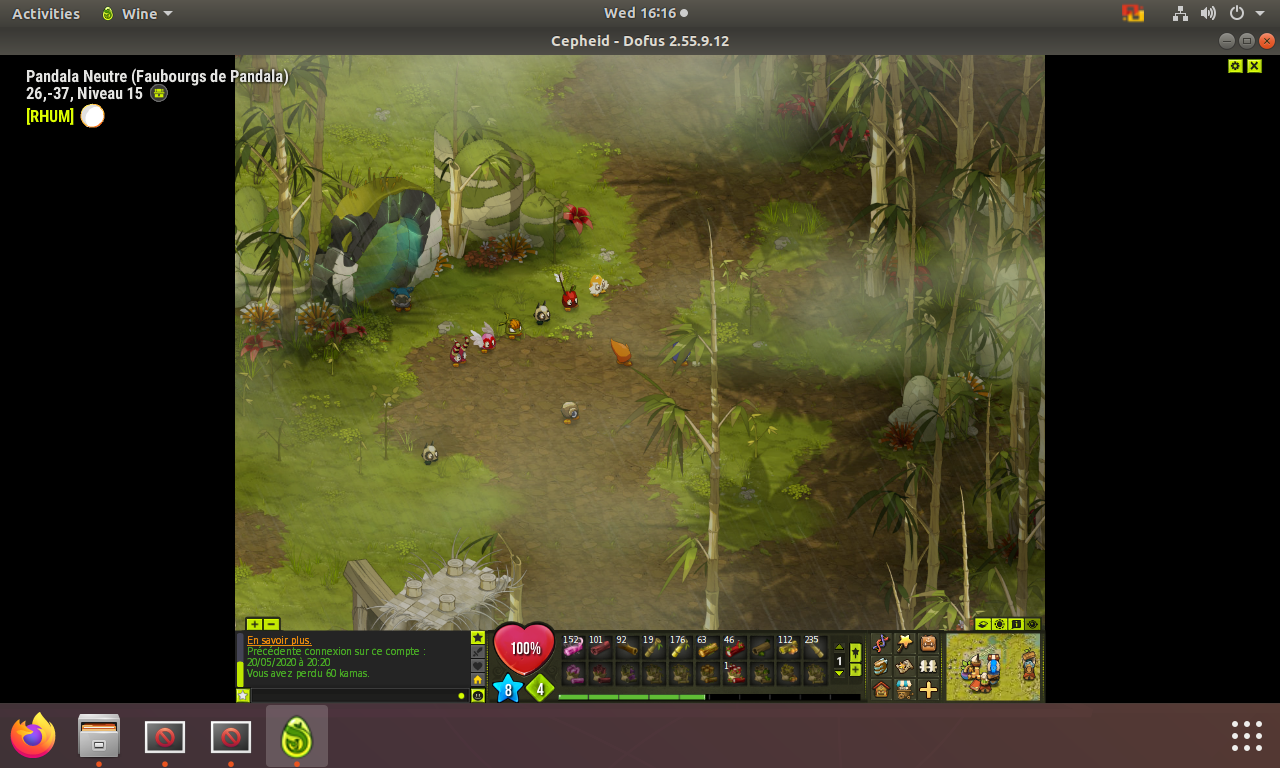 Activities
Wine
Wed 16:16
Cepheid - Dofus 2.55.9.12
Pandala Neutre (Faubourgs de Pandala)
26,-37, Niveau 15
[RHUM]
En savoir plus.
Précédente connexion sur ce compte :
20/05/2020 à 20:20
Vous avez perdu 60 kamas.
100%
8
4
152 101 92 19 176 63 46 112 235
1
1